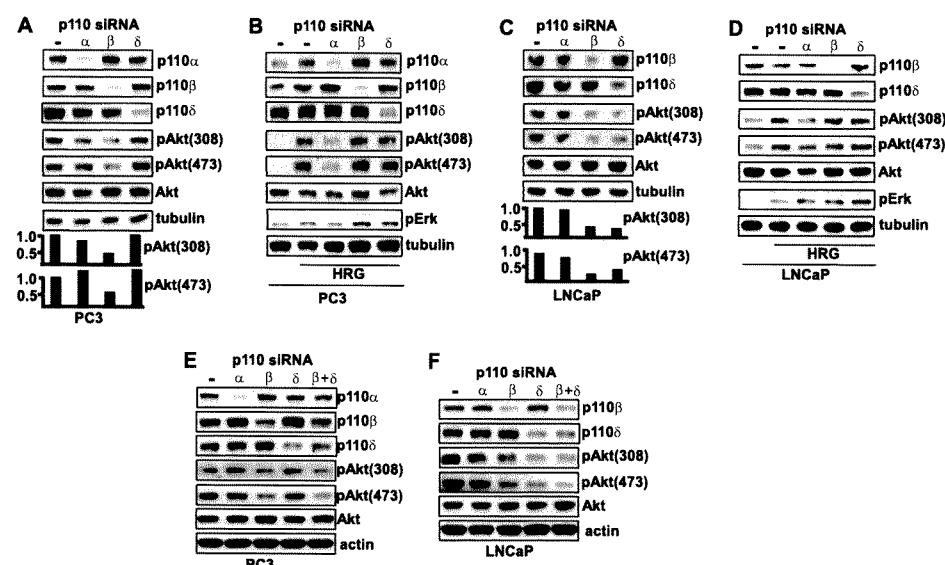 A
p110 siRNA
- α β δ
p110α
p110β
p110δ
pAkt(308)
pAkt(473)
Akt
tubulin
1.0
0.5
pAkt(308)
1.0
0.5
pAkt(473)
PC3
B
p110 siRNA
- - α β δ
p110α
p110β
p110δ
pAkt(308)
pAkt(473)
Akt
pErk
tubulin
HRG
PC3
C
p110 siRNA
- α β δ
p110β
p110δ
pAkt(308)
pAkt(473)
Akt
tubulin
1.0
0.5
pAkt(308)
1.0
0.5
pAkt(473)
LNCaP
D
p110 siRNA
- - α β δ
p110β
p110δ
pAkt(308)
pAkt(473)
Akt
pErk
tubulin
HRG
LNCaP
E
p110 siRNA
- α β δ β+δ
p110α
p110β
p110δ
pAkt(308)
pAkt(473)
Akt
actin
PC3
F
p110 siRNA
- α β δ β+δ
p110β
p110δ
pAkt(308)
pAkt(473)
Akt
actin
LNCaP